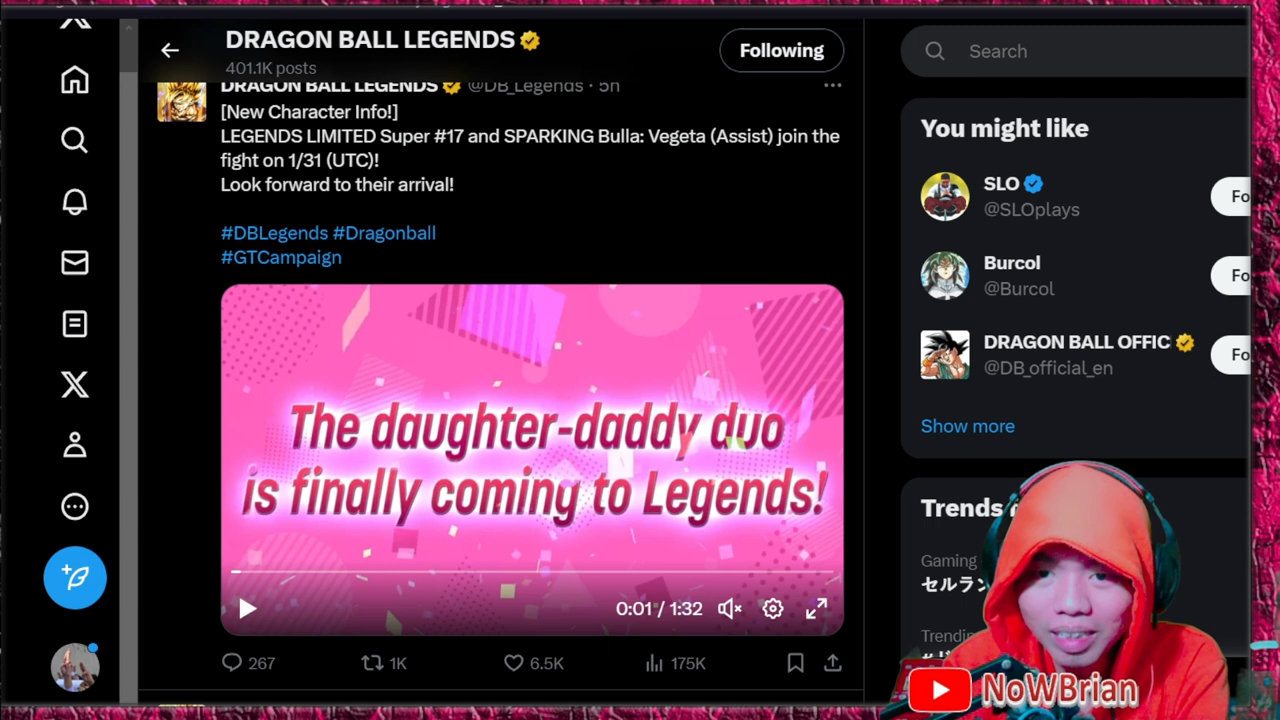 DRAGON BALL LEGENDS
401.1K posts
Following
Search
DRAGON BALL LEGENDS @DB_Legends · 5h
[New Character Info!]
LEGENDS LIMITED Super #17 and SPARKING Bulla: Vegeta (Assist) join the
fight on 1/31 (UTC)!
Look forward to their arrival!
#DBLegends #Dragonball
#GTCampaign
The daughter-daddy duo
is finally coming to Legends!
0:01 / 1:32
267
1K
6.5K
175K
You might like
SLO
@SLOplays
Fo
Burcol
@Burcol
Fo
DRAGON BALL OFFIC
@DB_official_en
Fo
Show more
Trends
Gaming
セルラン
Trending
NoWBrian